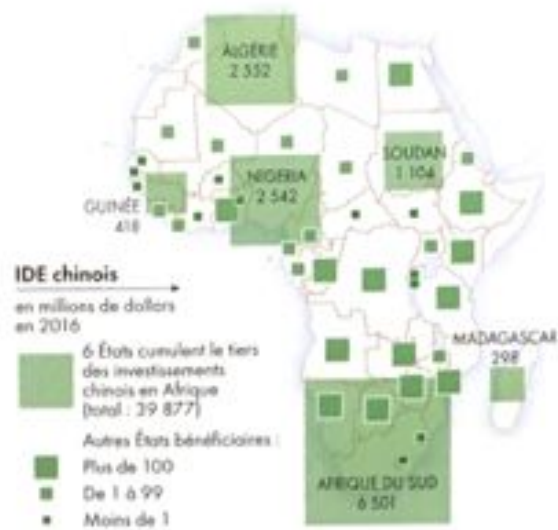 ALGÉRIE
2 552
SOUDAN
1 104
NIGERIA
2 542
GUINÉE
418
IDE chinois
en millions de dollars
en 2016
MADAGASCAR
298
6 États cumulent le tiers
des investissements
chinois en Afrique
(total : 39 877)
Autres États bénéficiaires :
Plus de 100
De 1 à 99
Moins de 1
AFRIQUE DU SUD
6 501